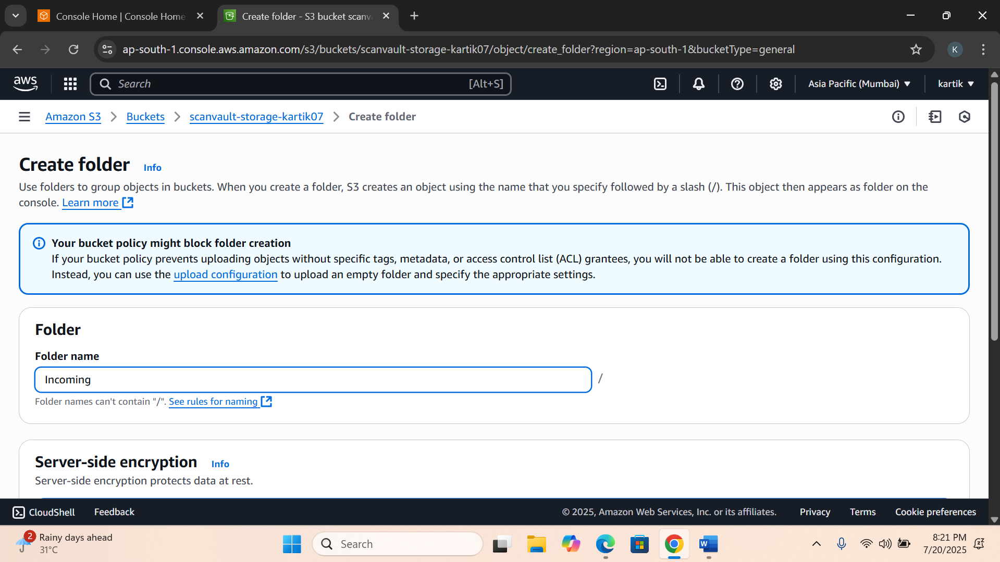 Console Home | Console Home
Create folder - S3 bucket scanv
ap-south-1.console.aws.amazon.com/s3/buckets/scanvault-storage-kartik07/object/create_folder?region=ap-south-1&bucketType=general
K
aws
Search
[Alt+S]
Asia Pacific (Mumbai)
kartik
Amazon S3 > Buckets > scanvault-storage-kartik07 > Create folder
Create folder Info
Use folders to group objects in buckets. When you create a folder, S3 creates an object using the name that you specify followed by a slash (/). This object then appears as folder on the
console. Learn more
Your bucket policy might block folder creation
If your bucket policy prevents uploading objects without specific tags, metadata, or access control list (ACL) grantees, you will not be able to create a folder using this configuration.
Instead, you can use the upload configuration to upload an empty folder and specify the appropriate settings.
Folder
Folder name
Incoming /
Folder names can't contain "/". See rules for naming
Server-side encryption Info
Server-side encryption protects data at rest.
CloudShell Feedback
© 2025, Amazon Web Services, Inc. or its affiliates. Privacy Terms Cookie preferences
2
Rainy days ahead
31°C
Search
W
8:21 PM
7/20/2025